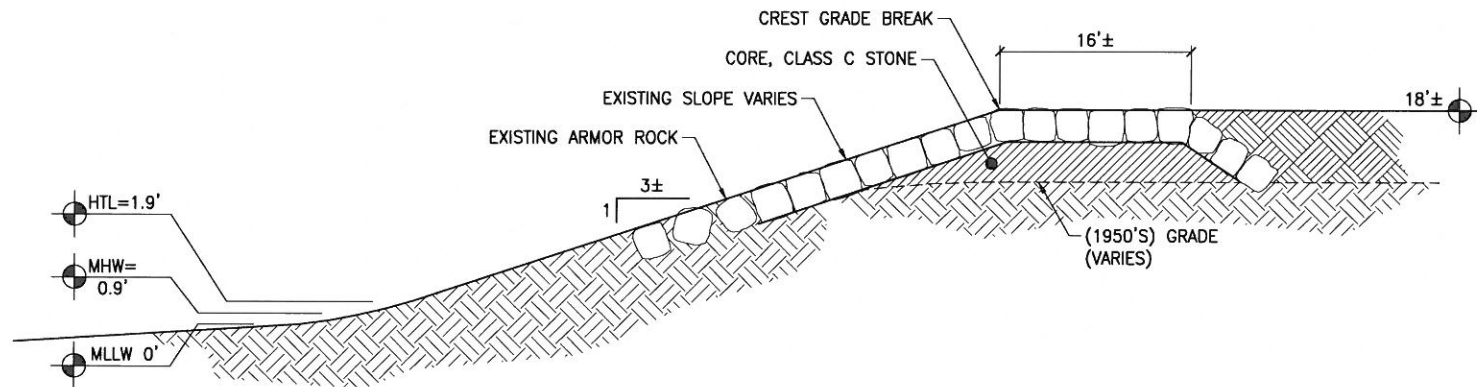 CREST GRADE BREAK
16'±
CORE, CLASS C STONE
EXISTING SLOPE VARIES
18'±
EXISTING ARMOR ROCK
3±
1
HTL=1.9'
(1950'S) GRADE
(VARIES)
MHW=
0.9'
MLLW 0'